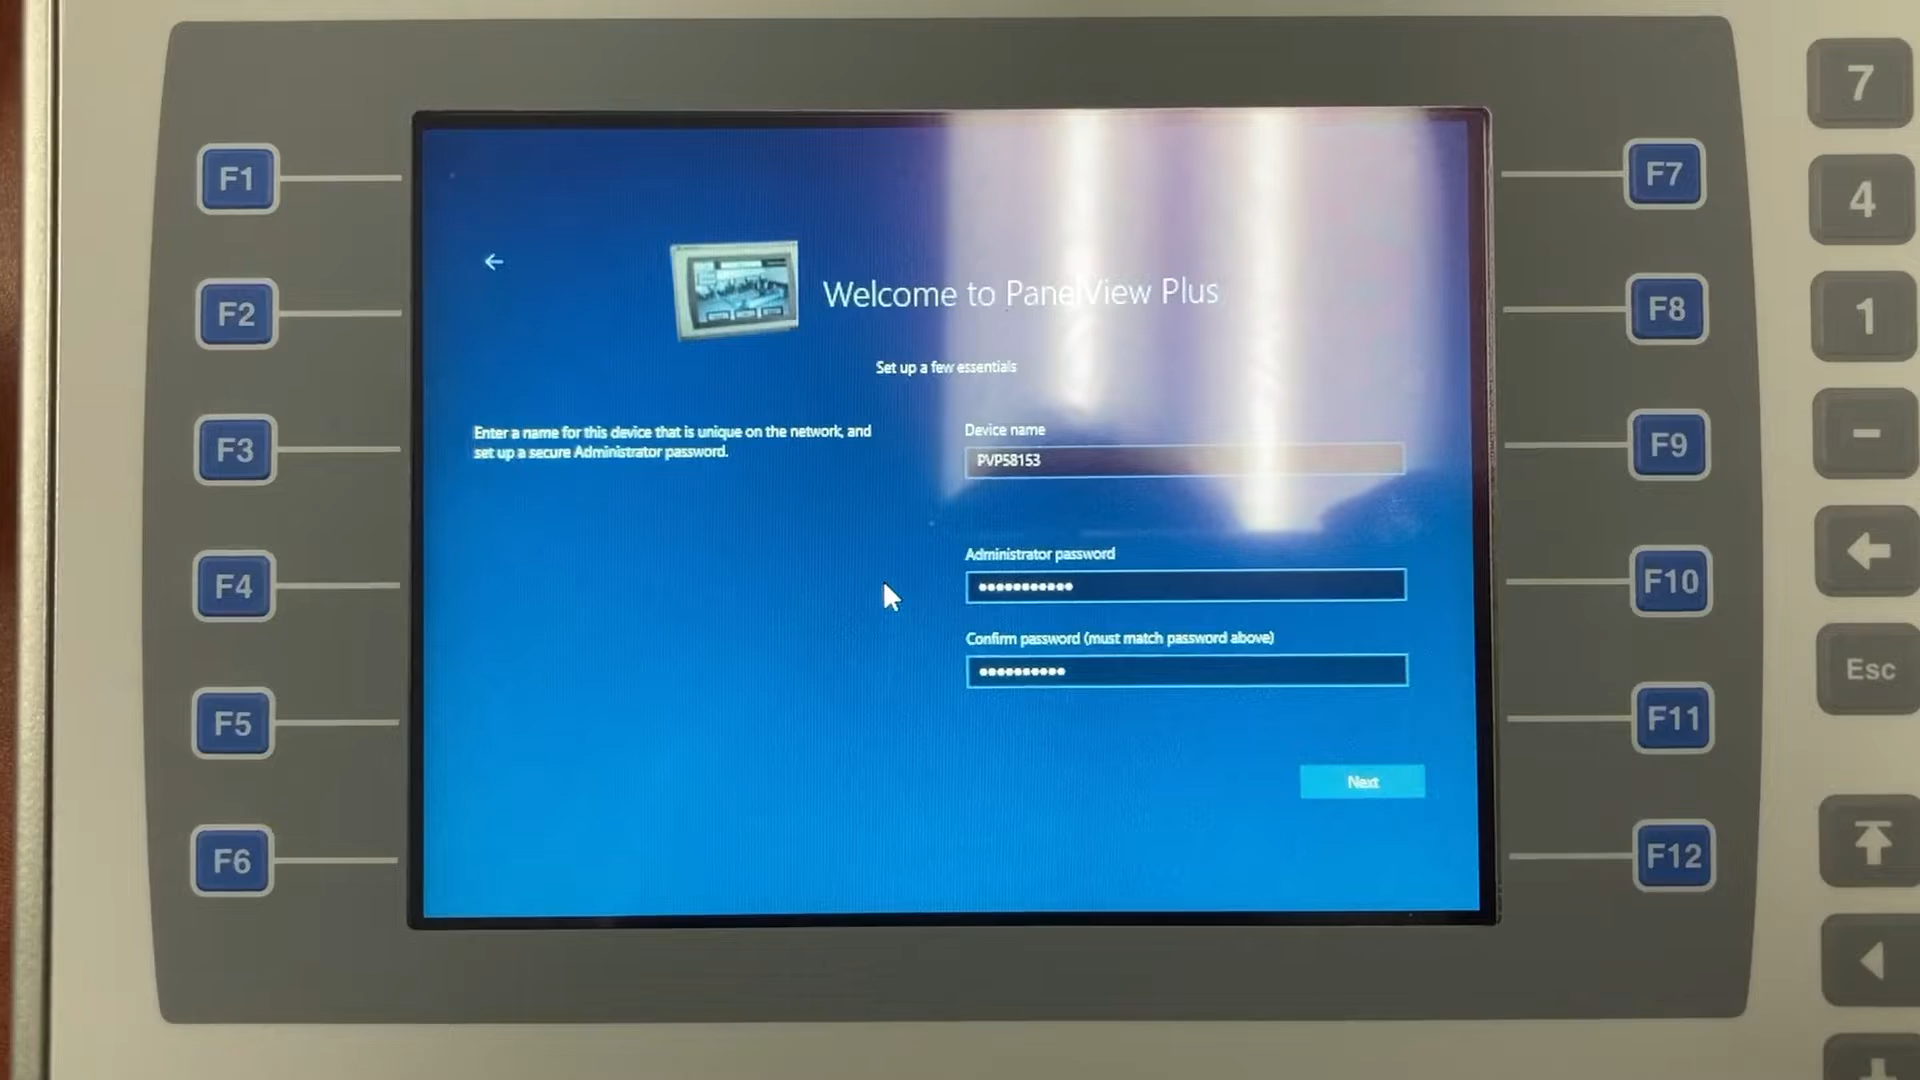 Welcome to PanelView Plus
Set up a few essentials
Enter a name for this device that is unique on the network, and
set up a secure Administrator password.
Device name
PVP58153
Administrator password
•••••••••••
Confirm password (must match password above)
••••••••••
Next
F1
F2
F3
F4
F5
F6
F7
F8
F9
F10
F11
F12
7
4
1
-
Esc